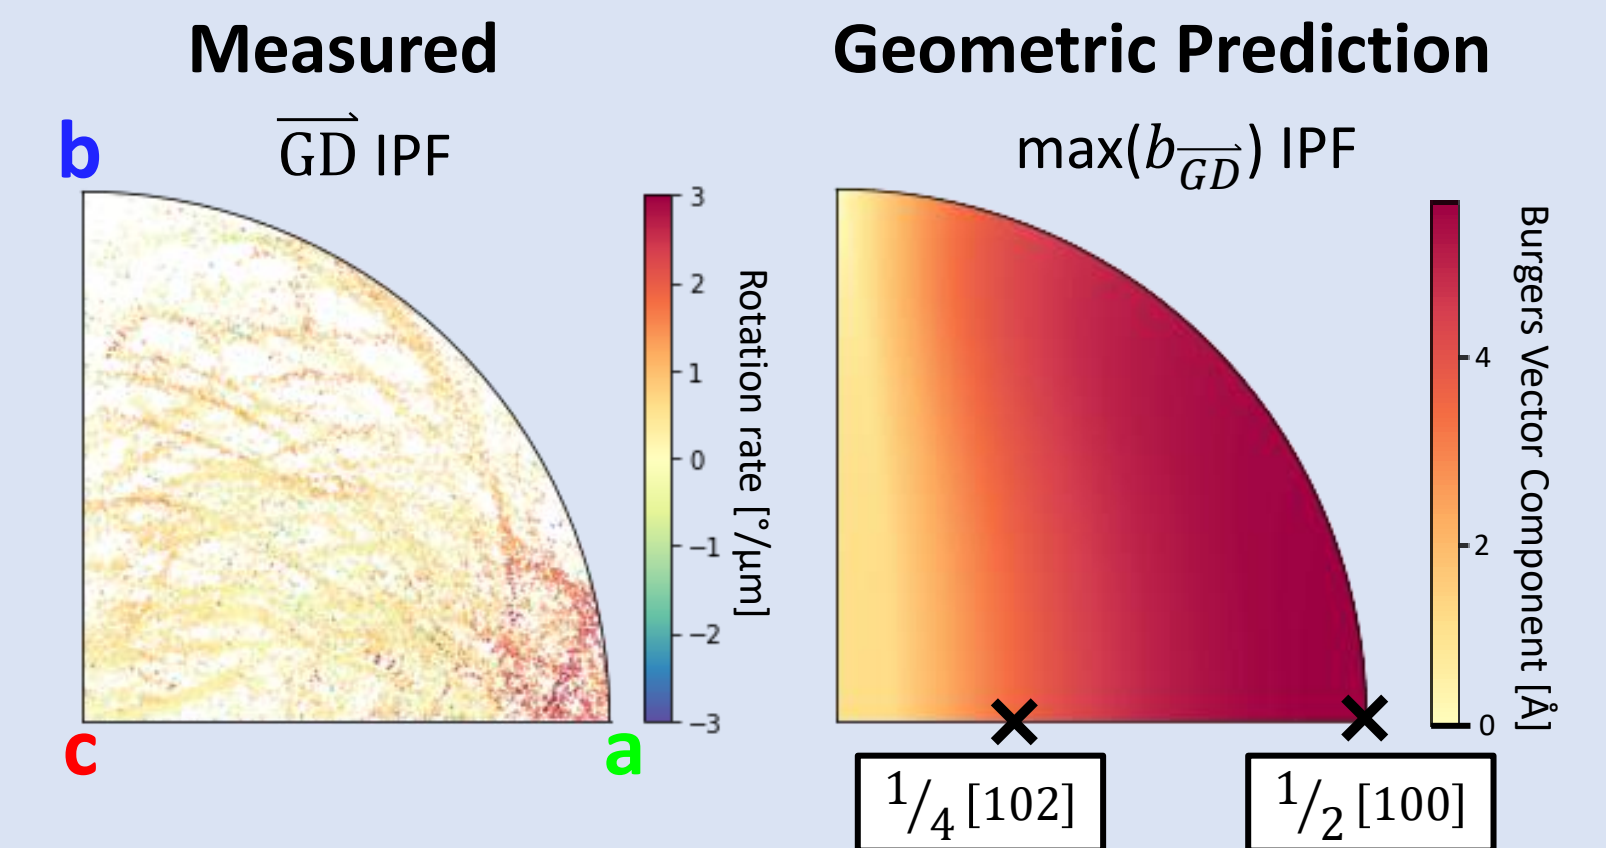 Measured
Geometric Prediction
b
GD IPF
max(b_GD) IPF
3
2
1
0
−1
−2
−3
Rotation rate [°/μm]
4
2
0
Burgers Vector Component [Å]
c
a
1/4 [102]
1/2 [100]